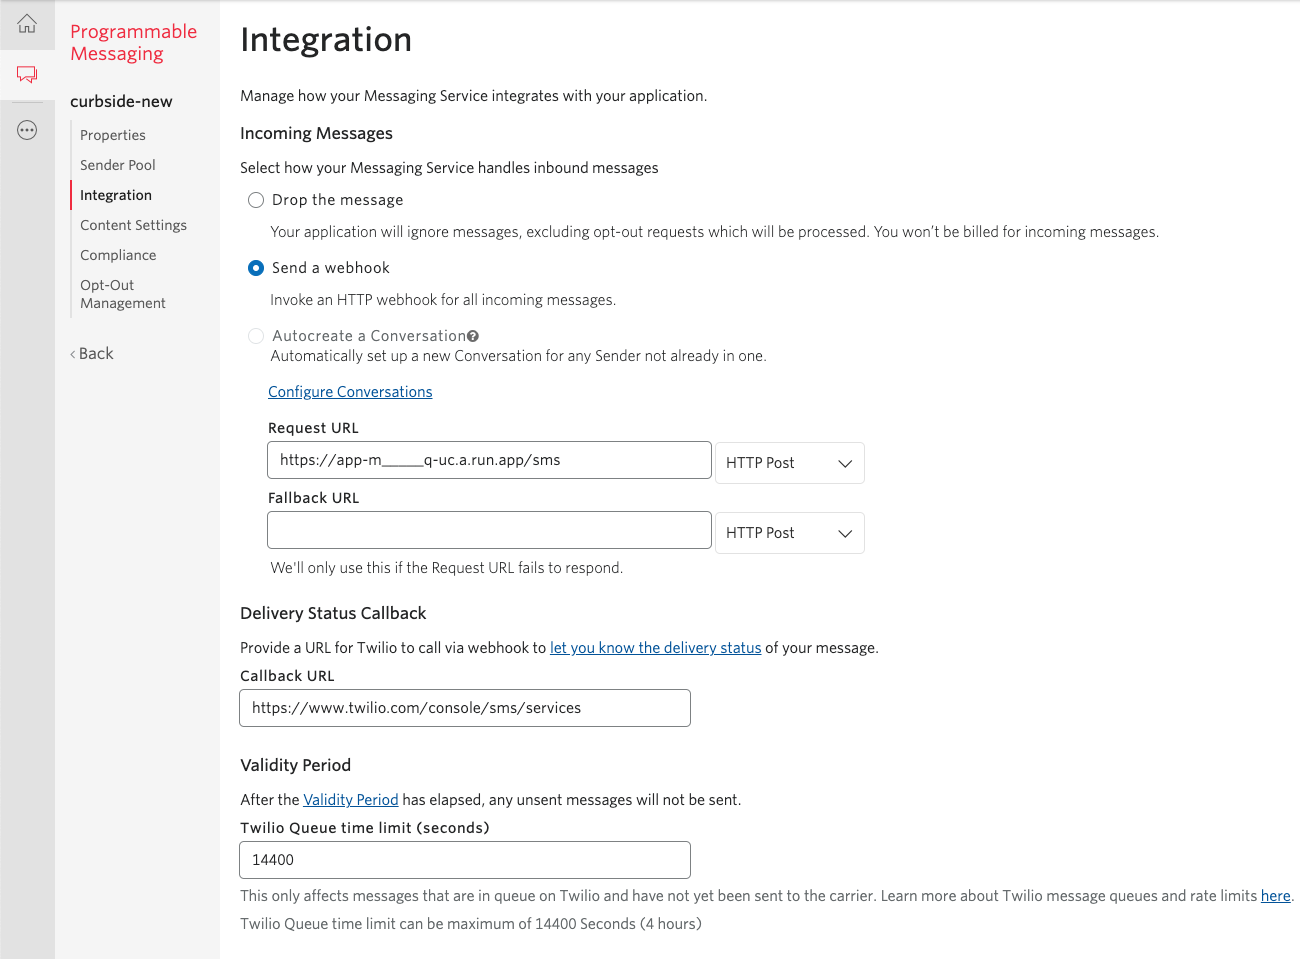 Programmable
Messaging
curbside-new
Properties
Sender Pool
Integration
Content Settings
Compliance
Opt-Out
Management
‹ Back
Integration
Manage how your Messaging Service integrates with your application.
Incoming Messages
Select how your Messaging Service handles inbound messages
Drop the message
Your application will ignore messages, excluding opt-out requests which will be processed. You won’t be billed for incoming messages.
Send a webhook
Invoke an HTTP webhook for all incoming messages.
Autocreate a Conversation?
Automatically set up a new Conversation for any Sender not already in one.
Configure Conversations
Request URL
https://app-m_____q-uc.a.run.app/sms HTTP Post
Fallback URL
HTTP Post
We'll only use this if the Request URL fails to respond.
Delivery Status Callback
Provide a URL for Twilio to call via webhook to let you know the delivery status of your message.
Callback URL
https://www.twilio.com/console/sms/services
Validity Period
After the Validity Period has elapsed, any unsent messages will not be sent.
Twilio Queue time limit (seconds)
14400
This only affects messages that are in queue on Twilio and have not yet been sent to the carrier. Learn more about Twilio message queues and rate limits here.
Twilio Queue time limit can be maximum of 14400 Seconds (4 hours)